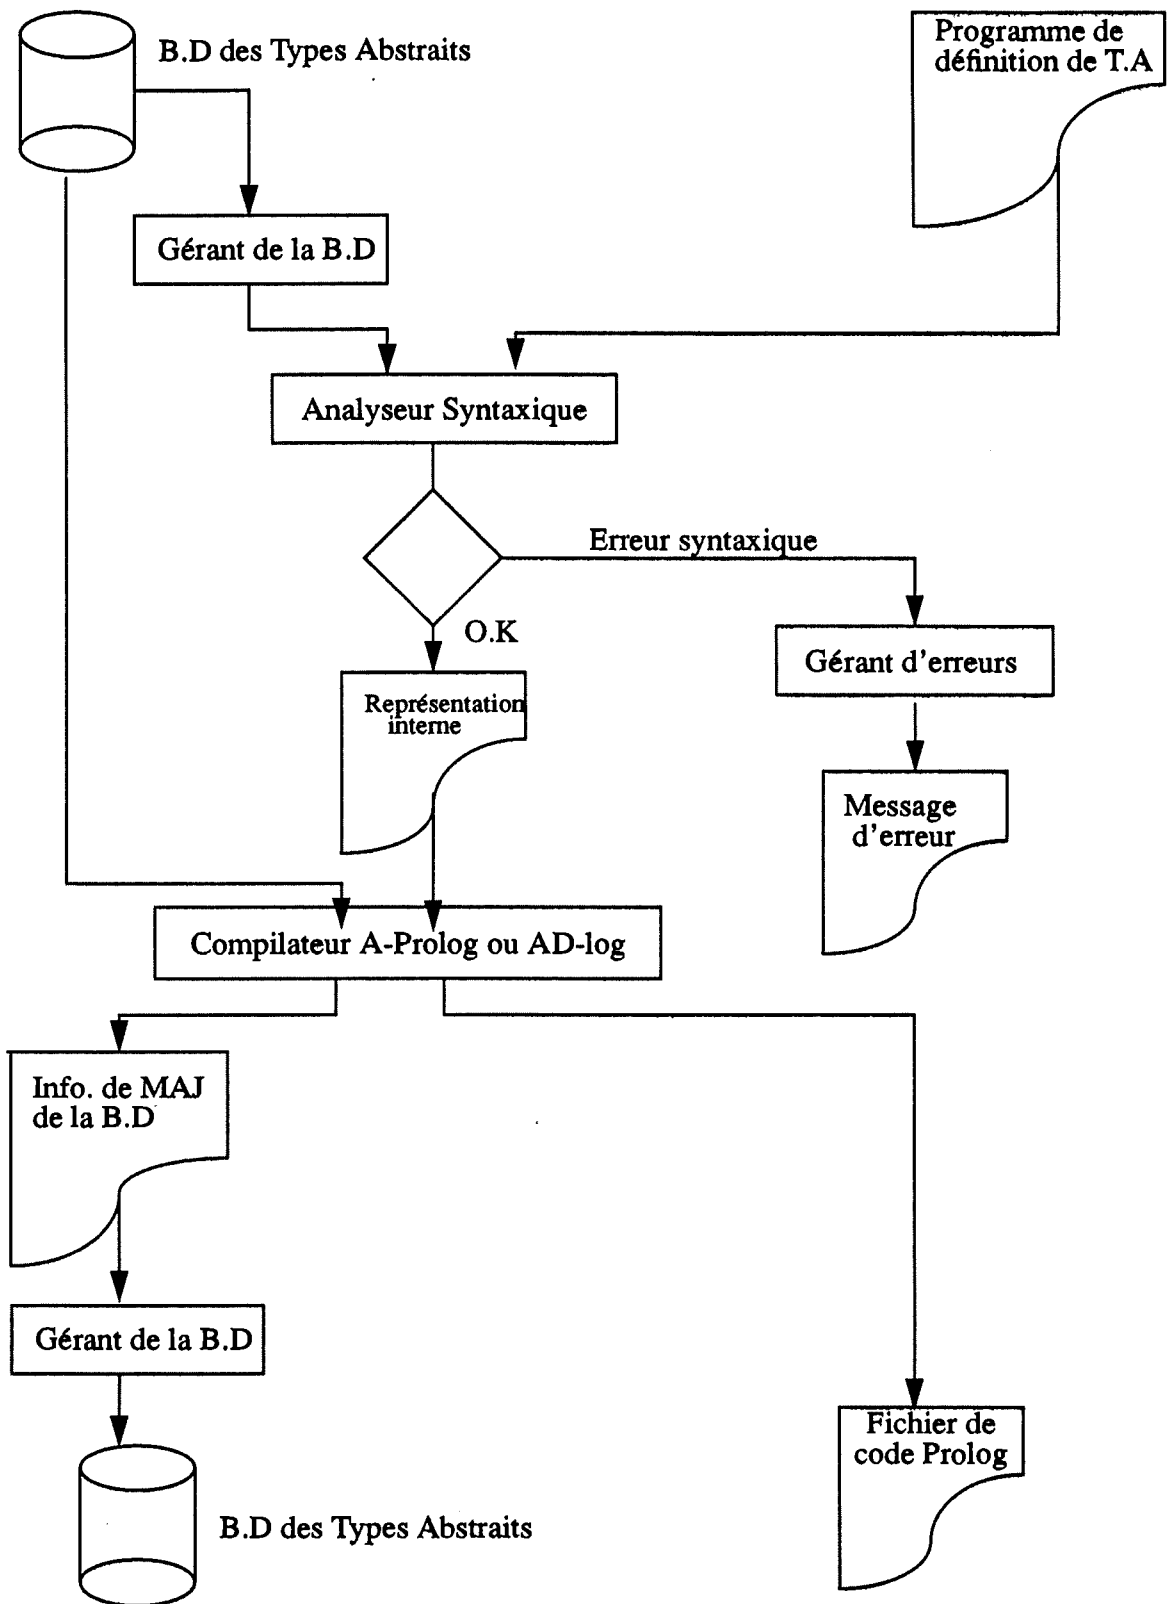 B.D des Types Abstraits
Programme de
définition de T.A
Gérant de la B.D
Analyseur Syntaxique
Erreur syntaxique
O.K
Gérant d'erreurs
Représentation
interne
Message
d'erreur
Compilateur A-Prolog ou AD-log
Info. de MAJ
de la B.D
Gérant de la B.D
Fichier de
code Prolog
B.D des Types Abstraits